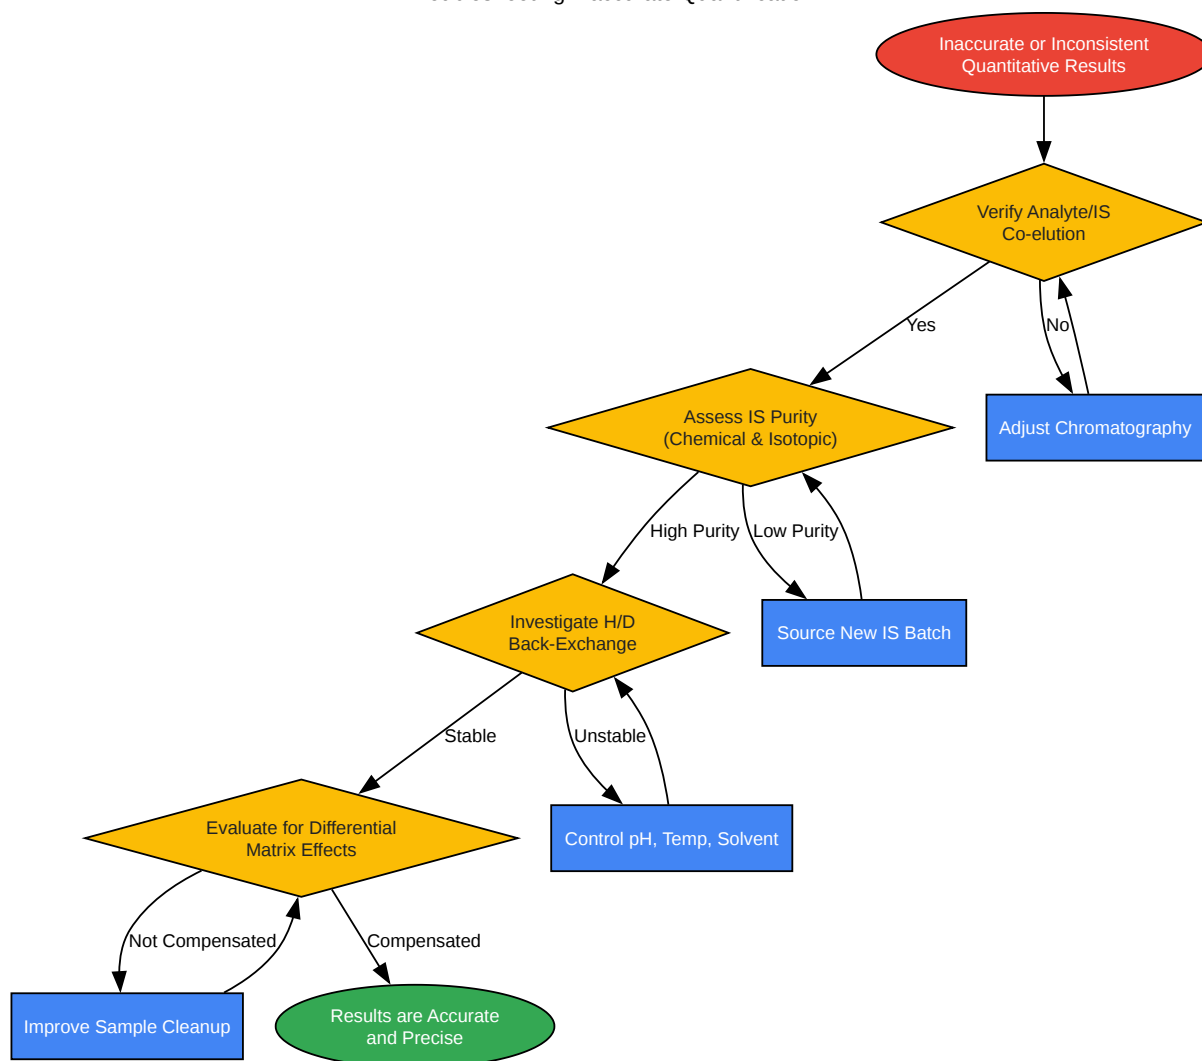 Inaccurate or Inconsistent
Quantitative Results
Verify Analyte/IS
Co-elution
Yes
No
Assess IS Purity
(Chemical & Isotopic)
Adjust Chromatography
High Purity
Low Purity
Investigate H/D
Back-Exchange
Source New IS Batch
Stable
Unstable
Evaluate for Differential
Matrix Effects
Control pH, Temp, Solvent
Not Compensated
Compensated
Improve Sample Cleanup
Results are Accurate
and Precise